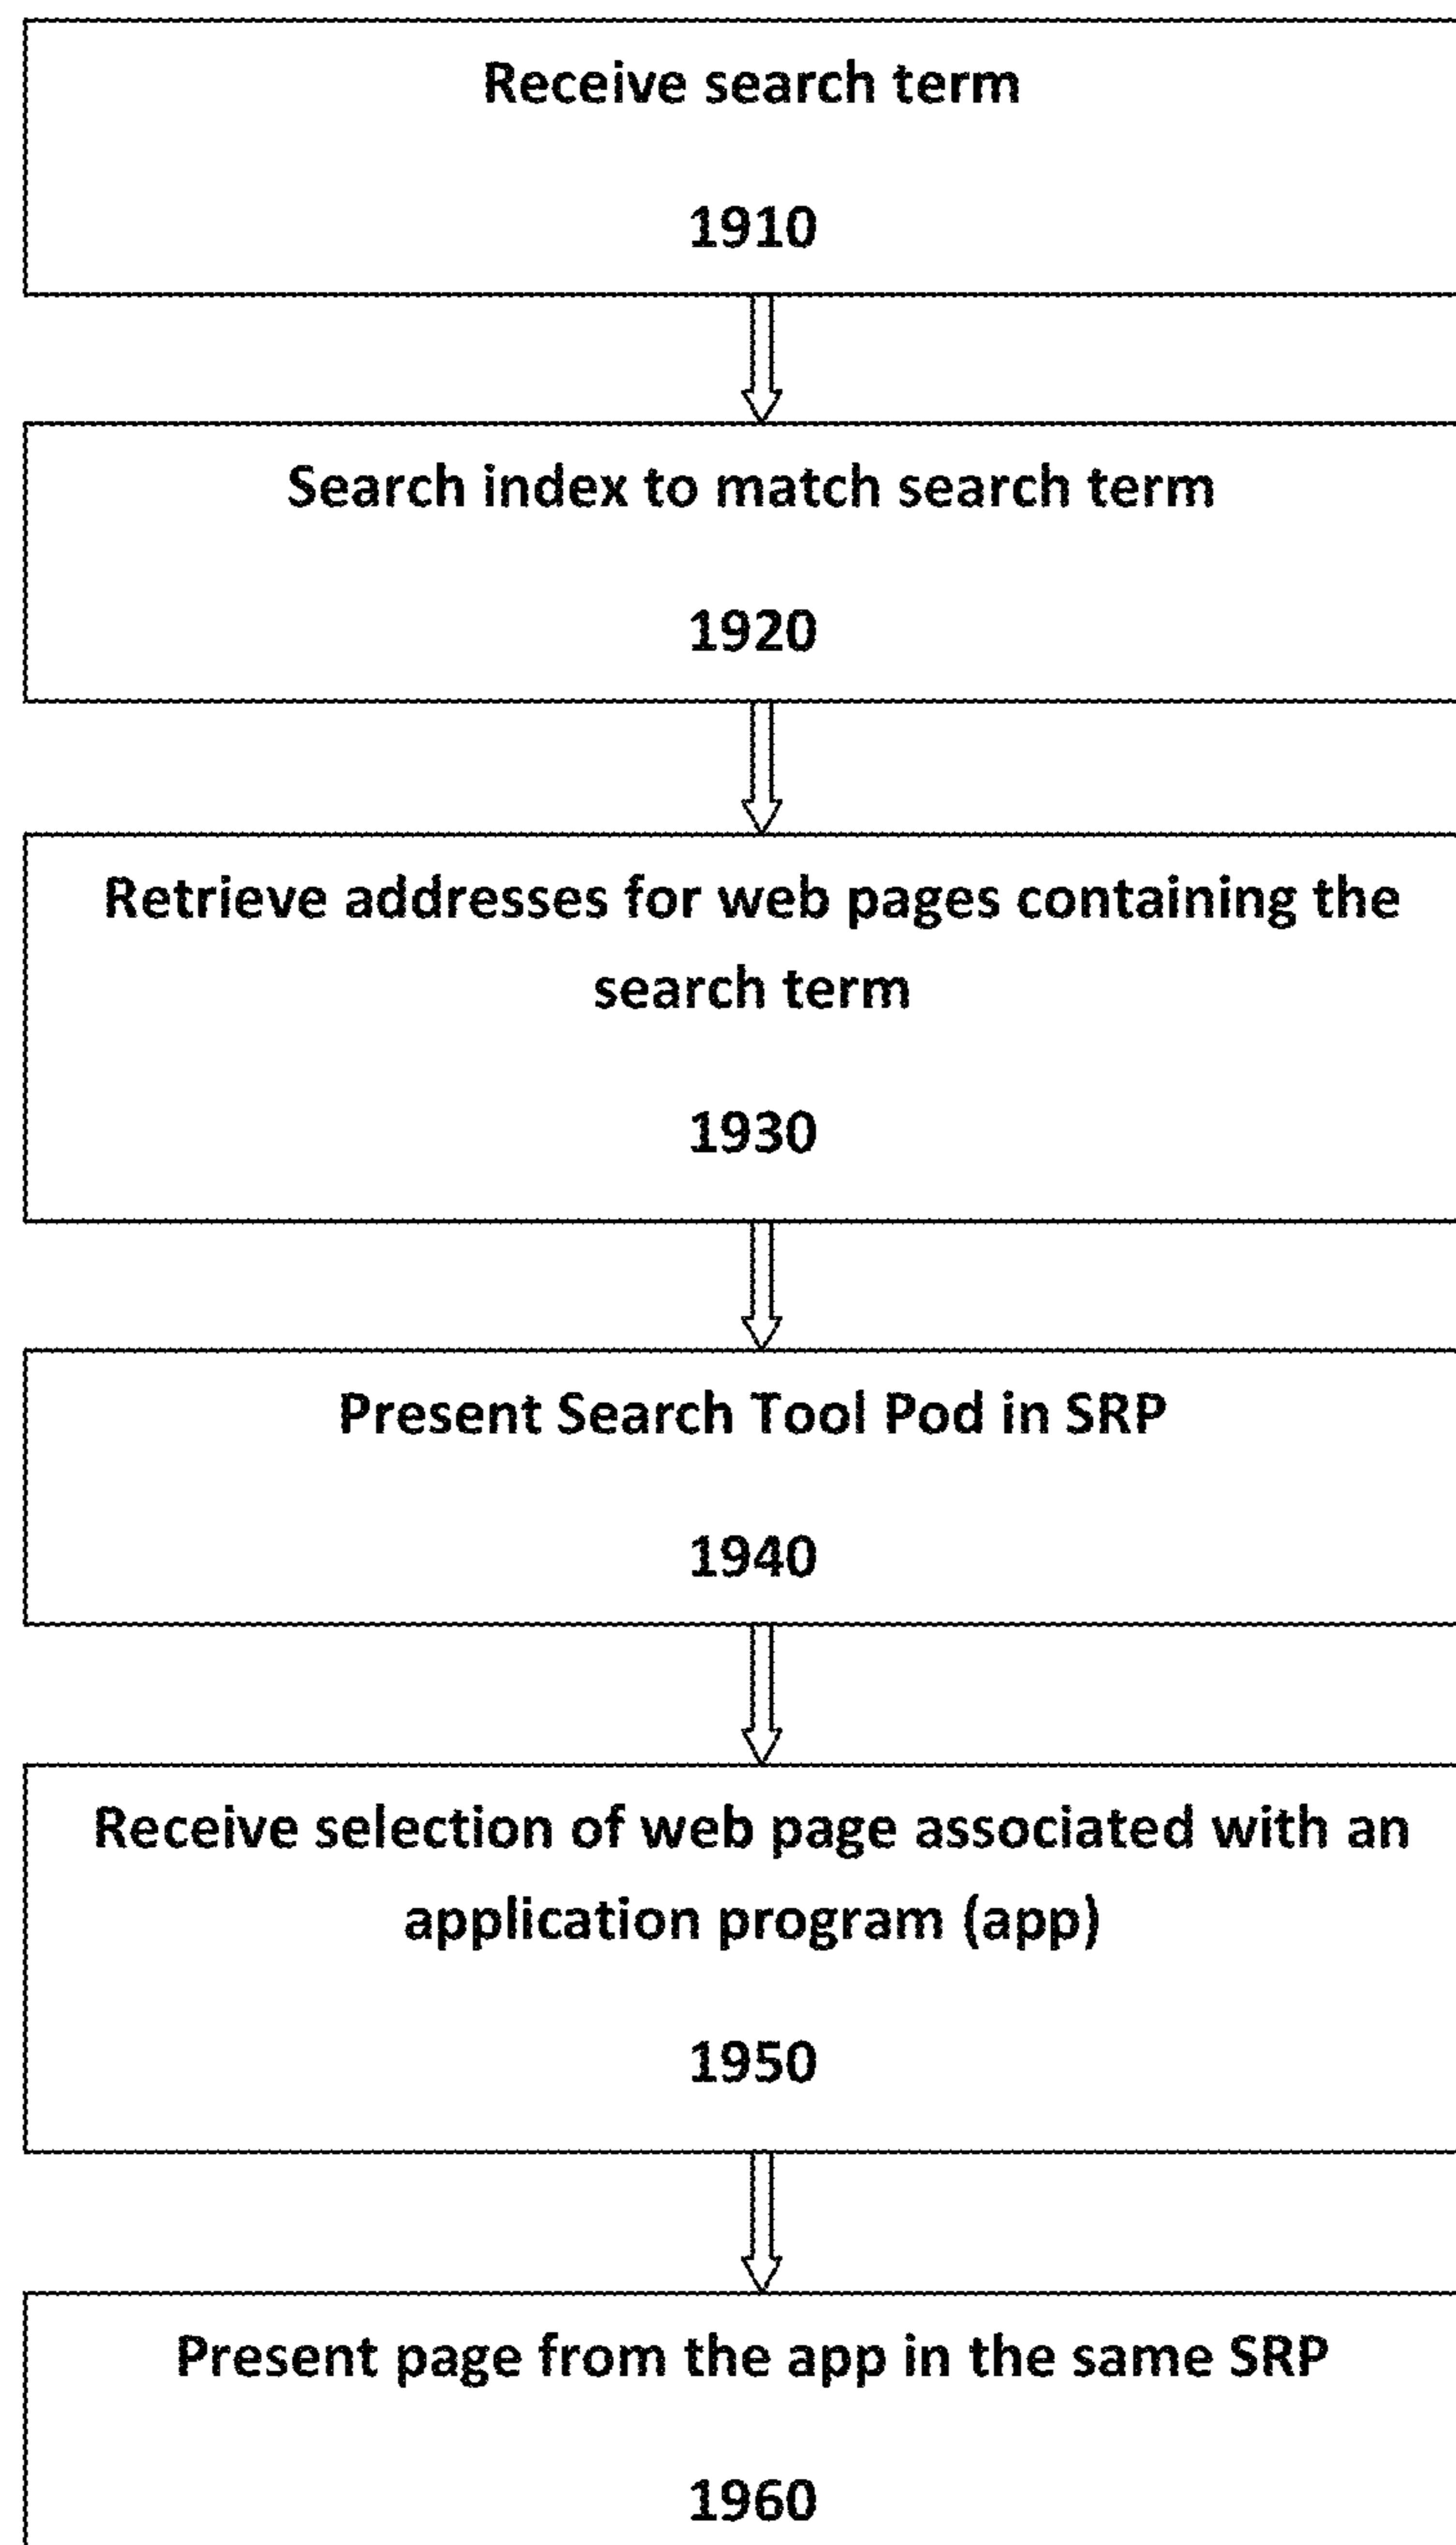 Receive search term
1910
Search index to match search term
1920
Retrieve addresses for web pages containing the
search term
1930
Present Search Tool Pod in SRP
1940
Receive selection of web page associated with an
application program (app)
1950
Present page from the app in the same SRP
1960